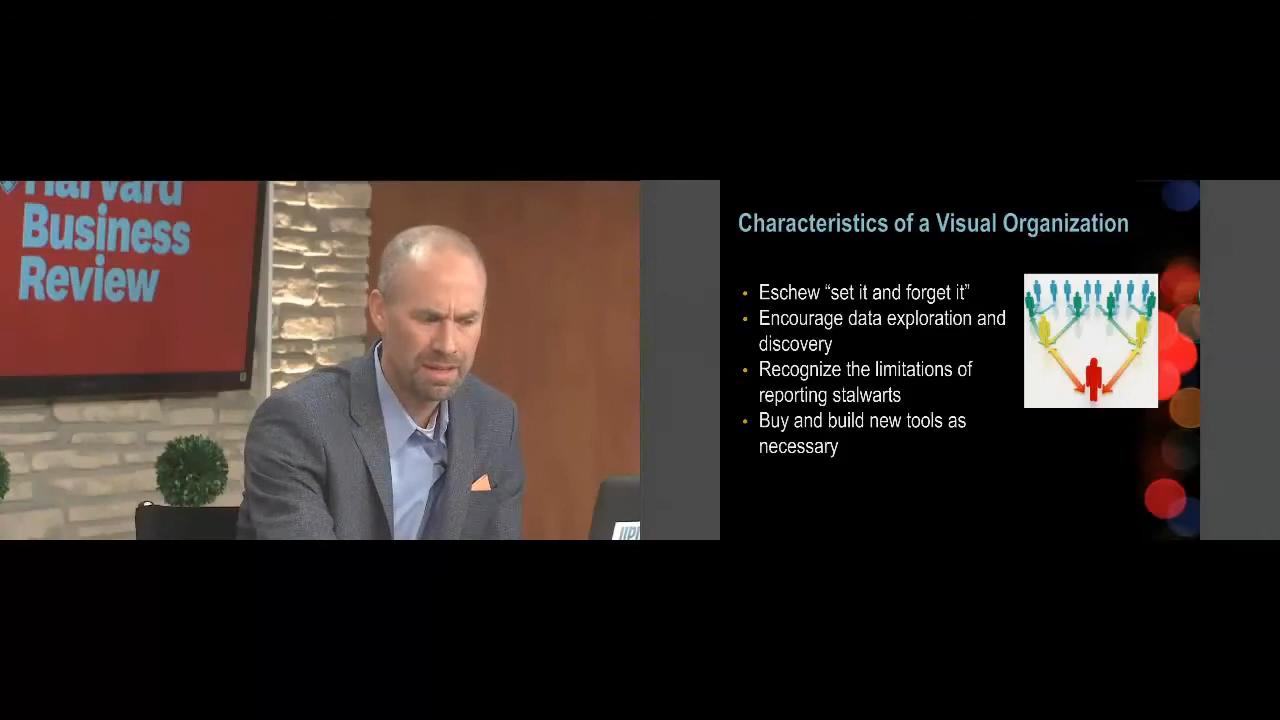 Harvard
Business
Review
Characteristics of a Visual Organization
Eschew “set it and forget it”
Encourage data exploration and
discovery
Recognize the limitations of
reporting stalwarts
Buy and build new tools as
necessary